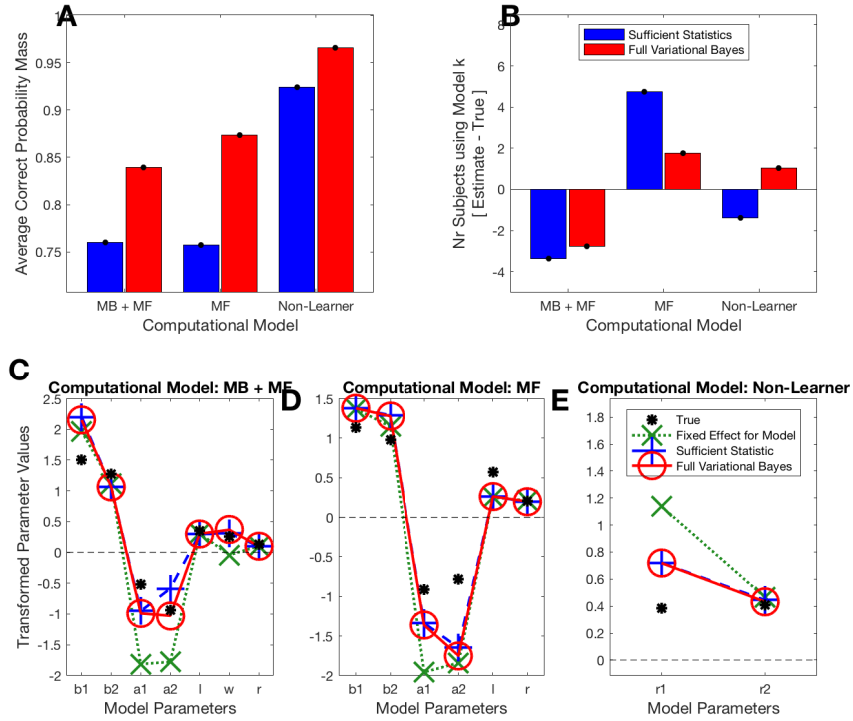 A
1
0.95
0.9
0.85
0.8
0.75
Average Correct Probability Mass
MB + MF
MF
Non-Learner
Computational Model
B
8
6
4
2
0
-2
-4
Nr Subjects using Model k
[ Estimate - True ]
Sufficient Statistics
Full Variational Bayes
MB + MF
MF
Non-Learner
Computational Model
C
Computational Model: MB + MF
2.5
2
1.5
1
0.5
0
-0.5
-1
-1.5
-2
Transformed Parameter Values
b1
b2
a1
a2
l
w
r
Model Parameters
D
Computational Model: MF
1.5
1
0.5
0
-0.5
-1
-1.5
-2
b1
b2
a1
a2
l
r
Model Parameters
E
Computational Model: Non-Learner
1.8
1.6
1.4
1.2
1
0.8
0.6
0.4
0.2
0
True
Fixed Effect for Model
Sufficient Statistic
Full Variational Bayes
r1
r2
Model Parameters